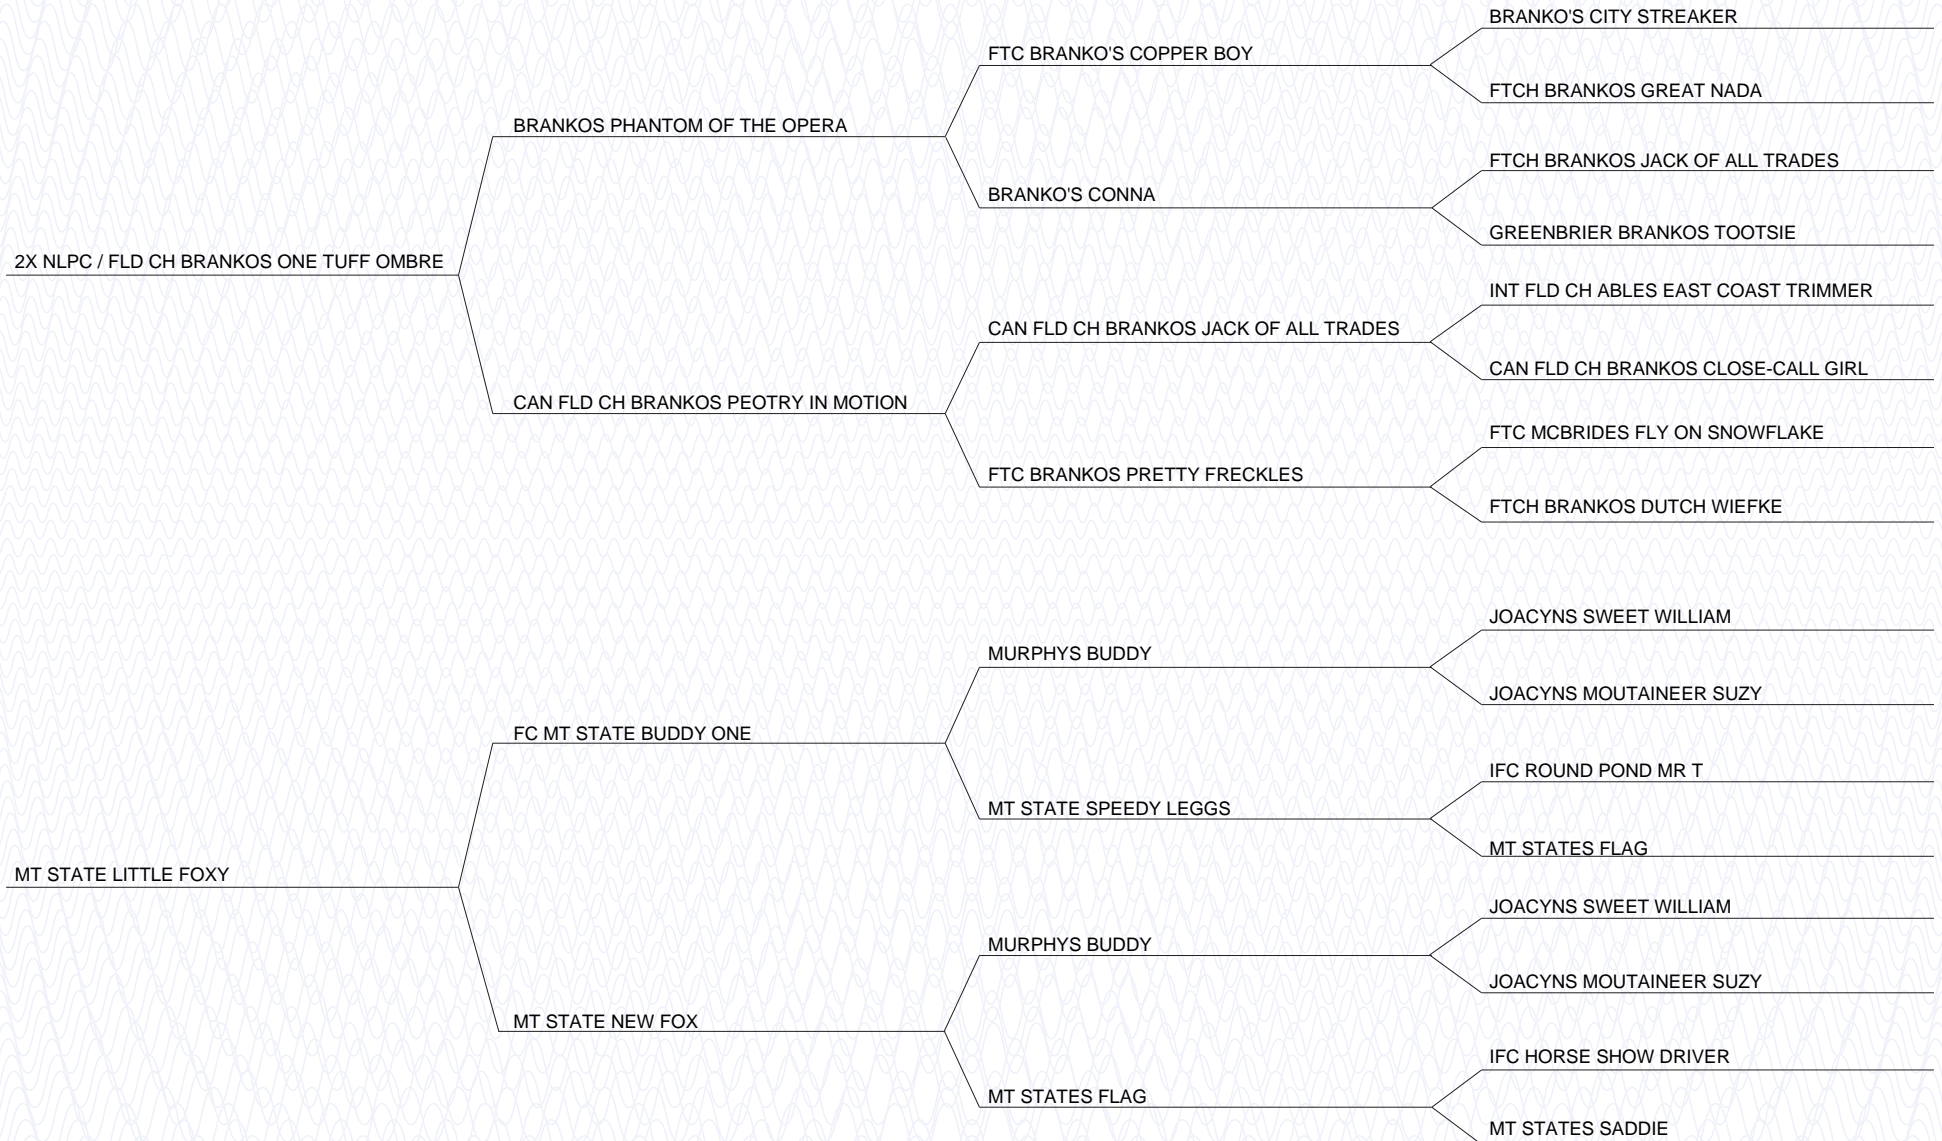 BRANKO'S CITY STREAKER
FTC BRANKO'S COPPER BOY
FTCH BRANKOS GREAT NADA
BRANKOS PHANTOM OF THE OPERA
FTCH BRANKOS JACK OF ALL TRADES
BRANKO'S CONNA
GREENBRIER BRANKOS TOOTSIE
2X NLPC / FLD CH BRANKOS ONE TUFF OMBRE
INT FLD CH ABLES EAST COAST TRIMMER
CAN FLD CH BRANKOS JACK OF ALL TRADES
CAN FLD CH BRANKOS CLOSE-CALL GIRL
CAN FLD CH BRANKOS PEOTRY IN MOTION
FTC MCBRIDES FLY ON SNOWFLAKE
FTC BRANKOS PRETTY FRECKLES
FTCH BRANKOS DUTCH WIEFKE
JOACYNS SWEET WILLIAM
MURPHYS BUDDY
JOACYNS MOUTAINEER SUZY
FC MT STATE BUDDY ONE
IFC ROUND POND MR T
MT STATE SPEEDY LEGGS
MT STATES FLAG
MT STATE LITTLE FOXY
JOACYNS SWEET WILLIAM
MURPHYS BUDDY
JOACYNS MOUTAINEER SUZY
MT STATE NEW FOX
IFC HORSE SHOW DRIVER
MT STATES FLAG
MT STATES SADDIE